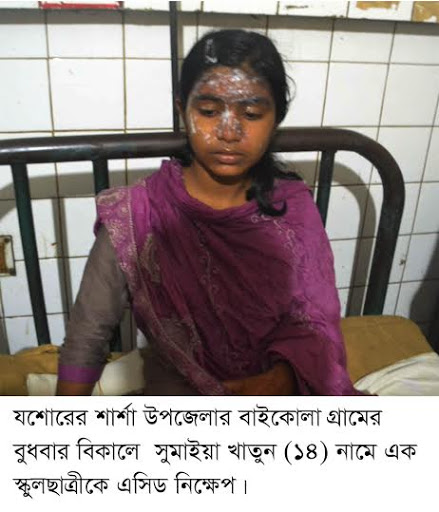 যশোরের শার্শা উপজেলার বাইকোলা গ্রামের
বুধবার বিকালে সুমাইয়া খাতুন (১৪) নামে এক
স্কুলছাত্রীকে এসিড নিক্ষেপ।